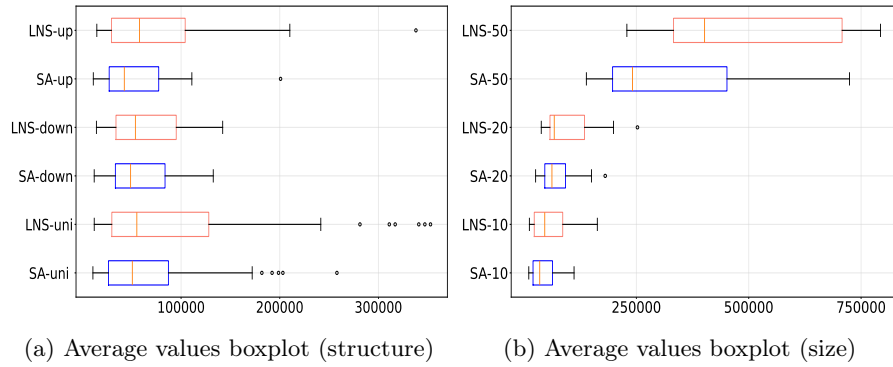 LNS-up
SA-up
LNS-down
SA-down
LNS-uni
SA-uni
100000 200000 300000
(a) Average values boxplot (structure)
LNS-50
SA-50
LNS-20
SA-20
LNS-10
SA-10
250000 500000 750000
(b) Average values boxplot (size)